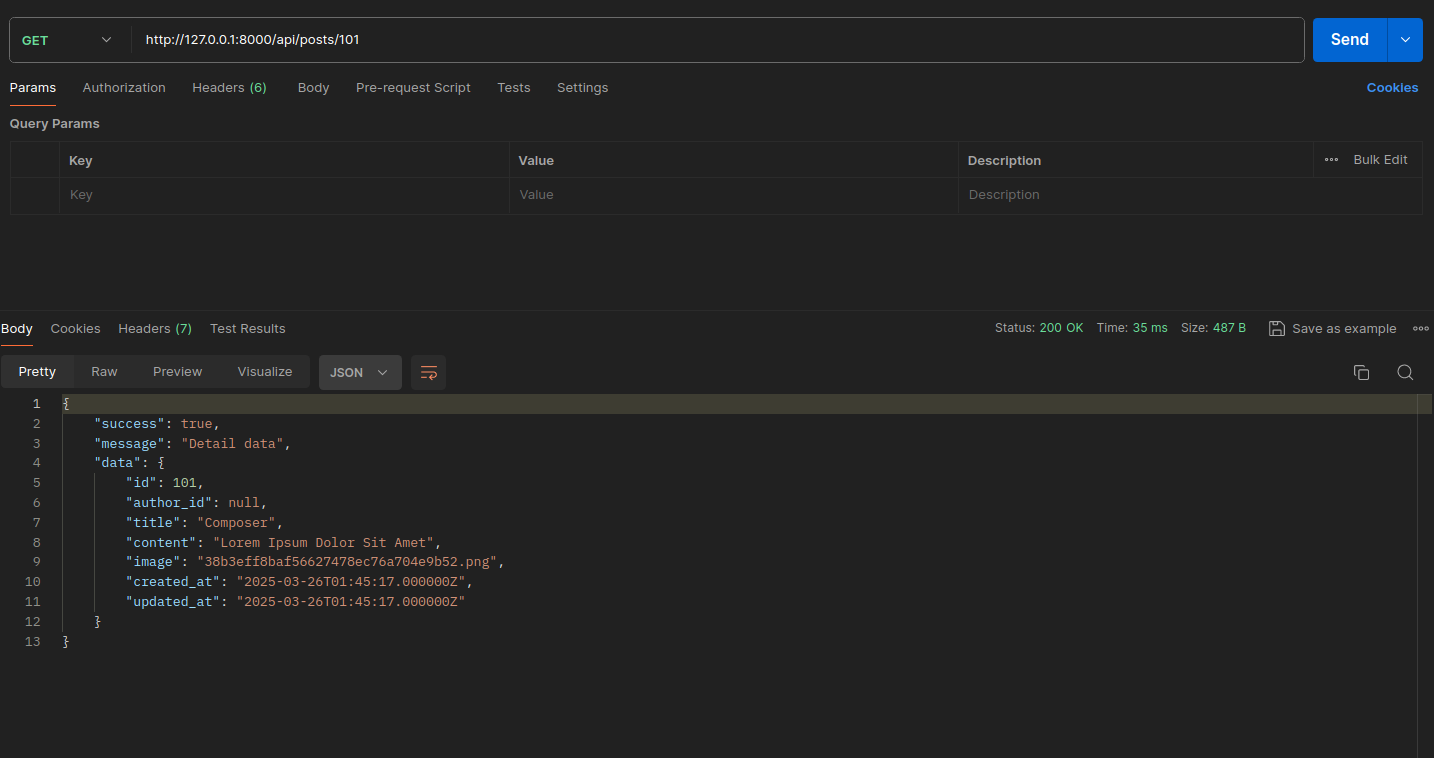 GET http://127.0.0.1:8000/api/posts/101 Send
Params Authorization Headers (6) Body Pre-request Script Tests Settings Cookies
Query Params
Key Value Description Bulk Edit
Key Value Description
Body Cookies Headers (7) Test Results Status: 200 OK Time: 35 ms Size: 487 B Save as example
Pretty Raw Preview Visualize JSON
1 {
2 "success": true,
3 "message": "Detail data",
4 "data": {
5 "id": 101,
6 "author_id": null,
7 "title": "Composer",
8 "content": "Lorem Ipsum Dolor Sit Amet",
9 "image": "38b3eff8baf56627478ec76a704e9b52.png",
10 "created_at": "2025-03-26T01:45:17.000000Z",
11 "updated_at": "2025-03-26T01:45:17.000000Z"
12 }
13 }